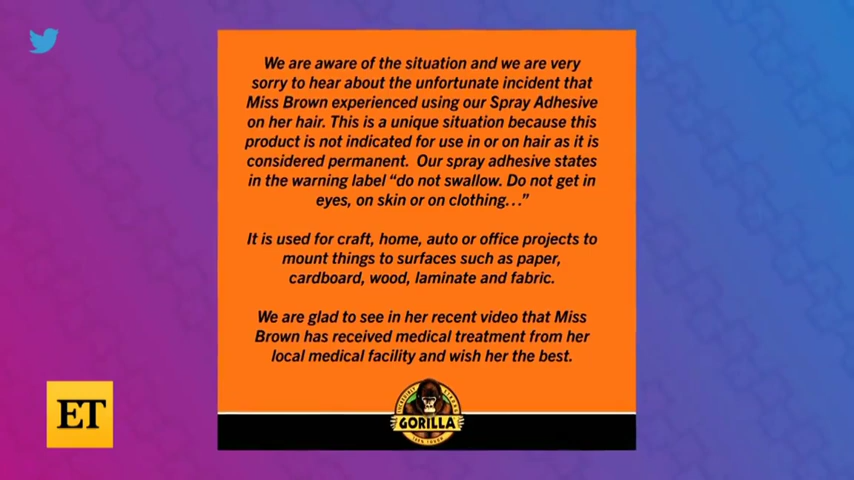 We are aware of the situation and we are very
sorry to hear about the unfortunate incident that
Miss Brown experienced using our Spray Adhesive
on her hair. This is a unique situation because this
product is not indicated for use in or on hair as it is
considered permanent.  Our spray adhesive states
in the warning label “do not swallow. Do not get in
eyes, on skin or on clothing...”
It is used for craft, home, auto or office projects to
mount things to surfaces such as paper,
cardboard, wood, laminate and fabric.
We are glad to see in her recent video that Miss
Brown has received medical treatment from her
local medical facility and wish her the best.
ET
GORILLA